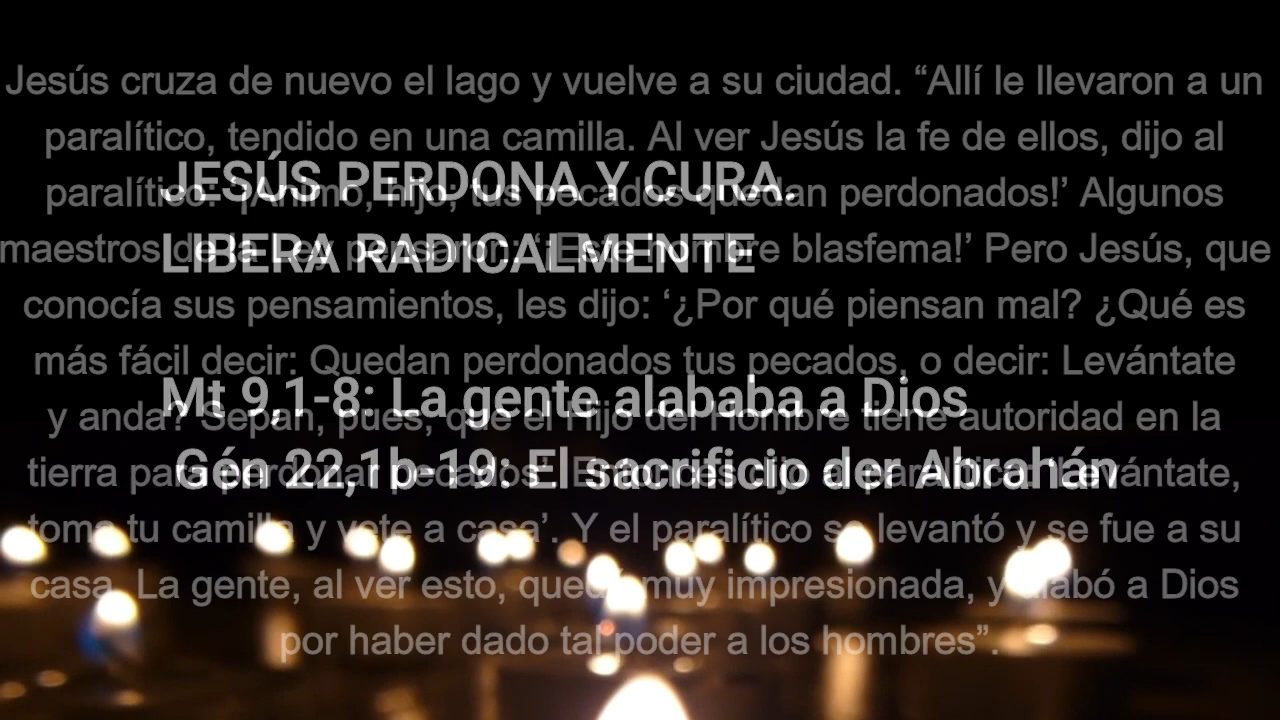 Jesús cruza de nuevo el lago y vuelve a su ciudad. “Allí le llevaron a un
paralítico, tendido en una camilla. Al ver Jesús la fe de ellos, dijo al
paralítico: ‘¡Ánimo, hijo; tus pecados quedan perdonados!’ Algunos
maestros de la Ley pensaron: ‘¡Este hombre blasfema!’ Pero Jesús, que
conocía sus pensamientos, les dijo: ‘¿Por qué piensan mal? ¿Qué es
más fácil decir: Quedan perdonados tus pecados, o decir: Levántate
y anda? Sepan, pues, que el Hijo del Hombre tiene autoridad en la
tierra para perdonar pecados’. Entonces dijo al paralítico: ‘Levántate,
toma tu camilla y vete a casa’. Y el paralítico se levantó y se fue a su
casa. La gente, al ver esto, quedó muy impresionada, y alabó a Dios
por haber dado tal poder a los hombres”.
JESÚS PERDONA Y CURA.
LIBERA RADICALMENTE
Mt 9,1-8: La gente alababa a Dios
Gén 22,1b-19: El sacrificio der Abrahán